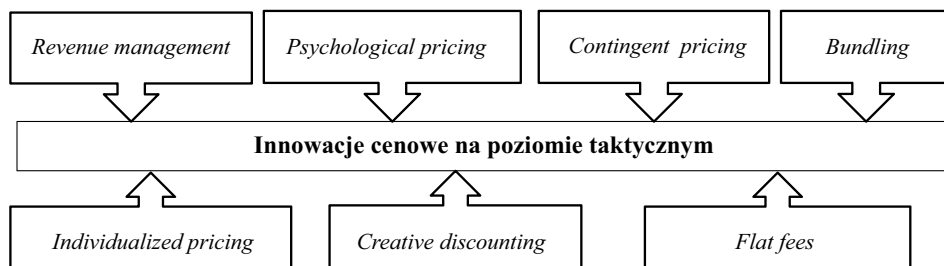 Revenue management
Psychological pricing
Contingent pricing
Bundling
Innowacje cenowe na poziomie taktycznym
Individualized pricing
Creative discounting
Flat fees